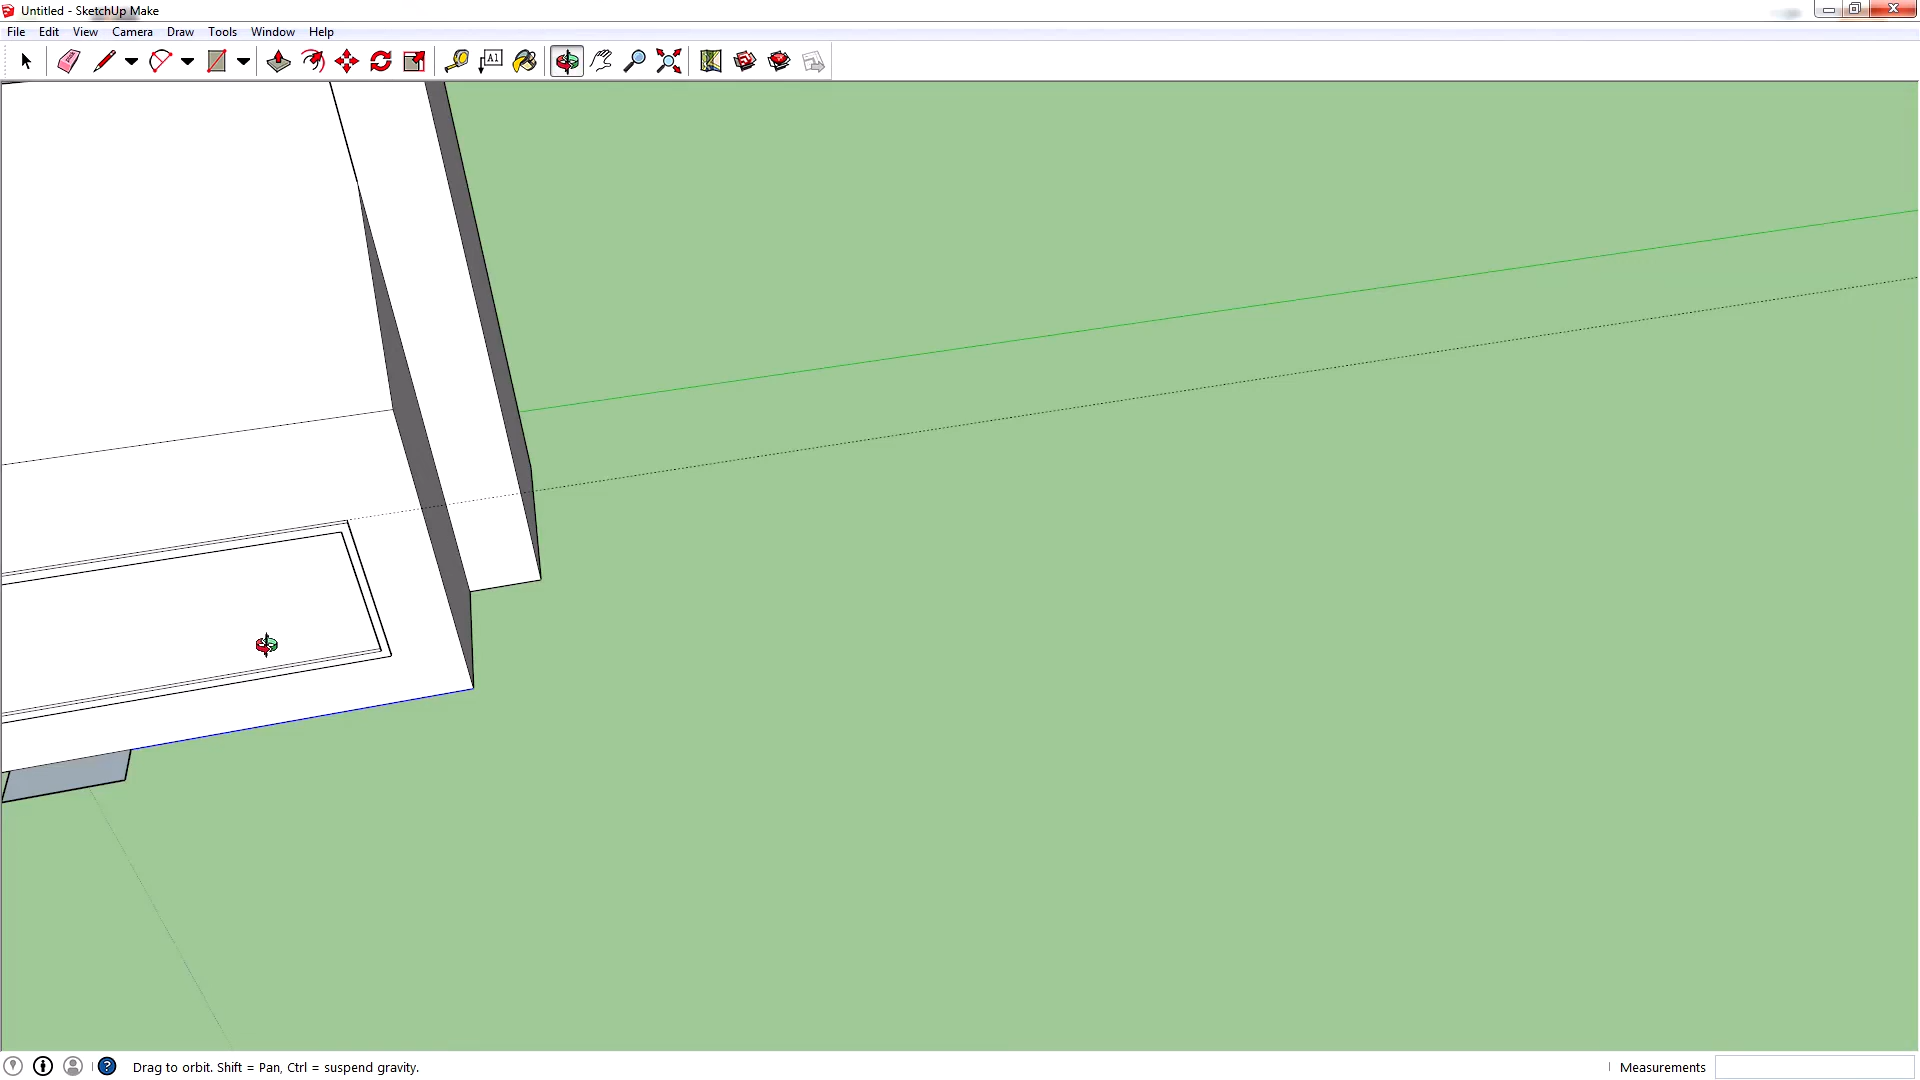 Untitled - SketchUp Make
File Edit View Camera Draw Tools Window Help
A1
Drag to orbit. Shift = Pan, Ctrl = suspend gravity.
Measurements